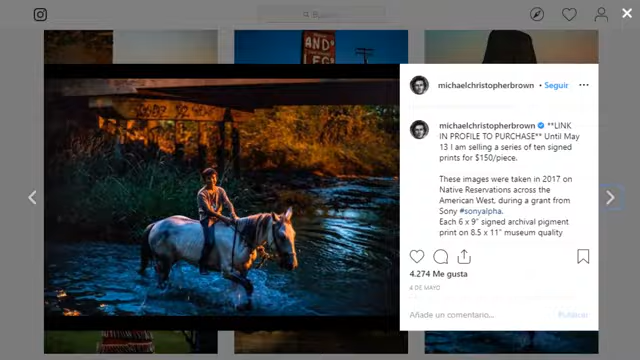 Buscar
AND
LEG
michaelchristopherbrown • Seguir
michaelchristopherbrown **LINK
IN PROFILE TO PURCHASE** Until May
13 I am selling a series of ten signed
prints for $150/piece.
These images were taken in 2017 on
Native Reservations across the
American West, during a grant from
Sony #sonyalpha.
Each 6 x 9" signed archival pigment
print on 8.5 x 11" museum quality
4.274 Me gusta
4 DE MAYO
Añade un comentario...
Publicar